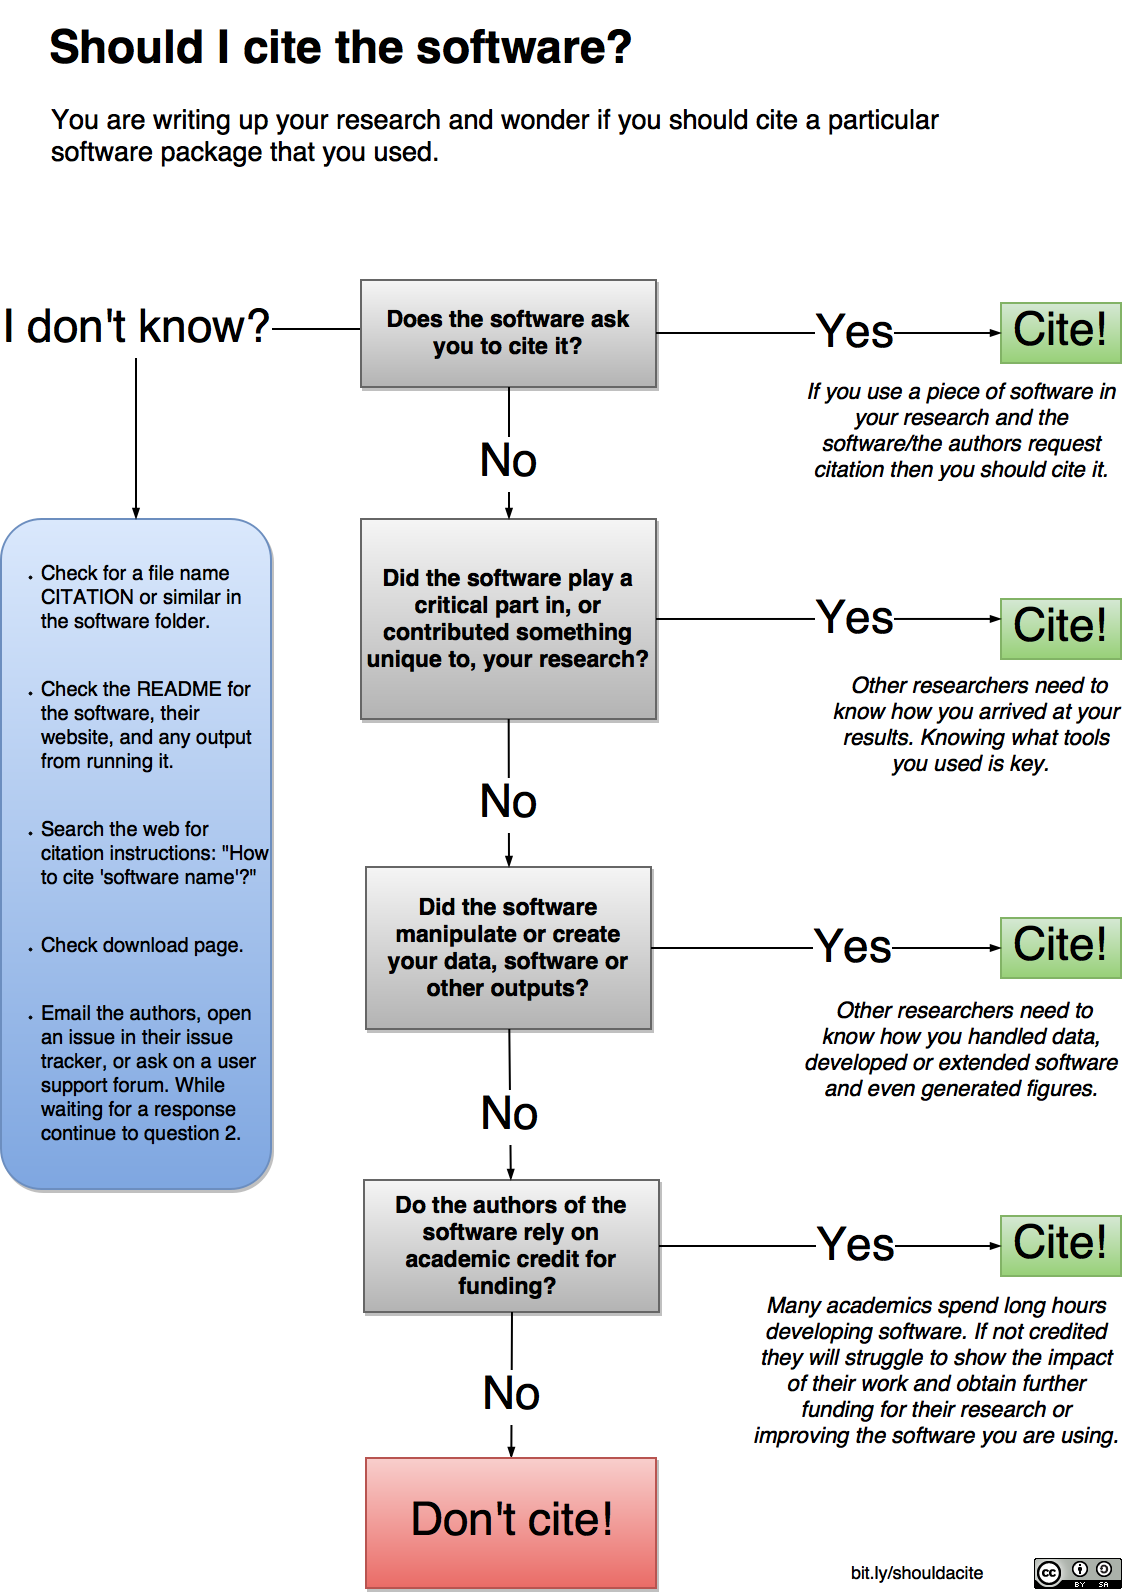 Should I cite the software?
You are writing up your research and wonder if you should cite a particular
software package that you used.
I don't know?
Does the software ask
you to cite it?
Yes
Cite!
If you use a piece of software in
your research and the
software/the authors request
citation then you should cite it.
No
• Check for a file name
CITATION or similar in
the software folder.
• Check the README for
the software, their
website, and any output
from running it.
• Search the web for
citation instructions: "How
to cite 'software name'?"
• Check download page.
• Email the authors, open
an issue in their issue
tracker, or ask on a user
support forum. While
waiting for a response
continue to question 2.
Did the software play a
critical part in, or
contributed something
unique to, your research?
Yes
Cite!
Other researchers need to
know how you arrived at your
results. Knowing what tools
you used is key.
No
Did the software
manipulate or create
your data, software or
other outputs?
Yes
Cite!
Other researchers need to
know how you handled data,
developed or extended software
and even generated figures.
No
Do the authors of the
software rely on
academic credit for
funding?
Yes
Cite!
Many academics spend long hours
developing software. If not credited
they will struggle to show the impact
of their work and obtain further
funding for their research or
improving the software you are using.
No
Don't cite!
bit.ly/shouldacite
cc
BY SA